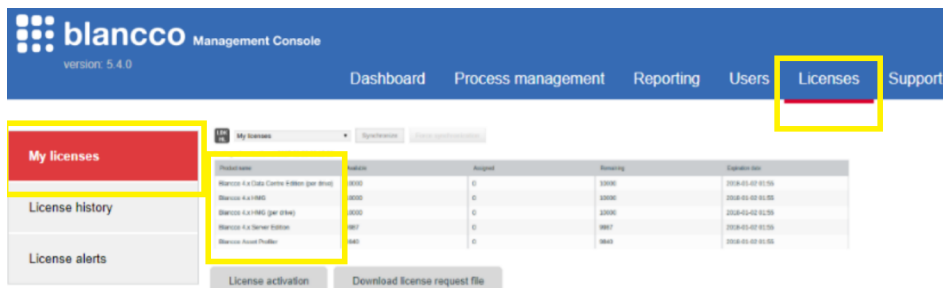 blancco Management Console
version: 5.4.0
Dashboard Process management Reporting Users Licenses Support
My licenses
License history
License alerts
My licenses Synchronize
Product name Available Assigned Remaining Expiration date
Blancco 4.x Data Centre Edition (per drive) 10000 0 10000 2018-01-02 01:55
Blancco 4.x HMG 10000 0 10000 2018-01-02 01:55
Blancco 4.x HMG (per drive) 10000 0 10000 2018-01-02 01:55
Blancco 4.x Server Edition 9967 0 9967 2018-01-02 01:55
Blancco Asset Profiler 0 2018-01-02 01:55
License activation Download license request file